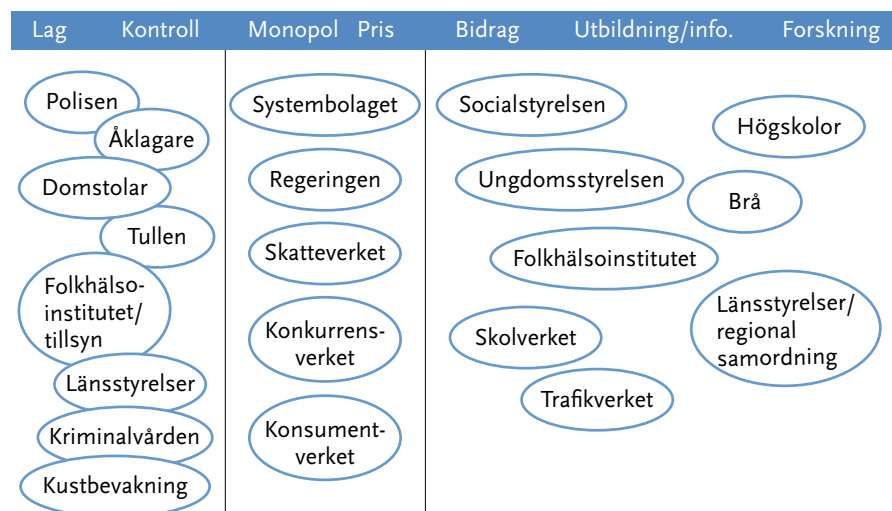 Lag Kontroll Monopol Pris Bidrag Utbildning/info. Forskning
Polisen
Åklagare
Domstolar
Tullen
Folkhälso-
institutet/
tillsyn
Länsstyrelser
Kriminalvården
Kustbevakning
Systembolaget
Regeringen
Skatteverket
Konkurrens-
verket
Konsument-
verket
Socialstyrelsen
Ungdomsstyrelsen
Folkhälsoinstitutet
Skolverket
Trafikverket
Högskolor
Brå
Länsstyrelser/
regional
samordning